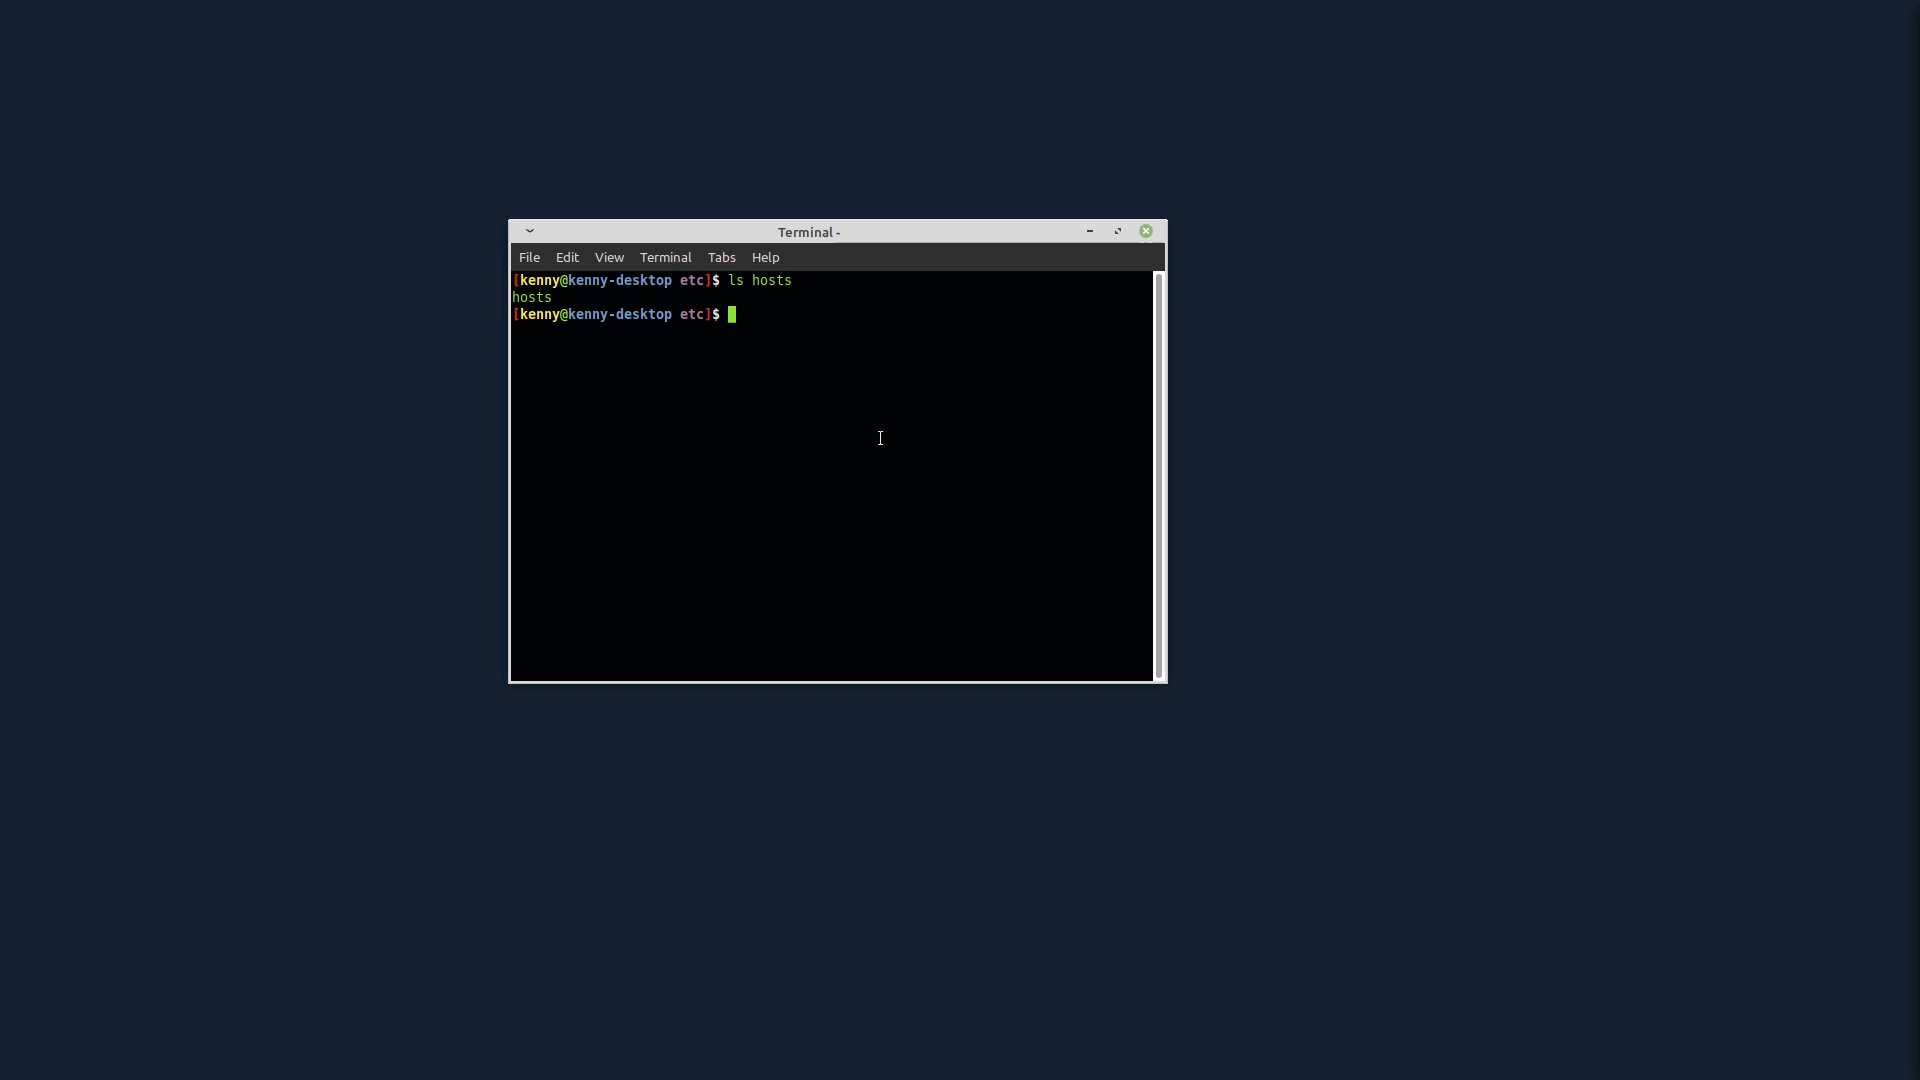 Terminal -
File Edit View Terminal Tabs Help
[kenny@kenny-desktop etc]$ ls hosts
hosts
[kenny@kenny-desktop etc]$